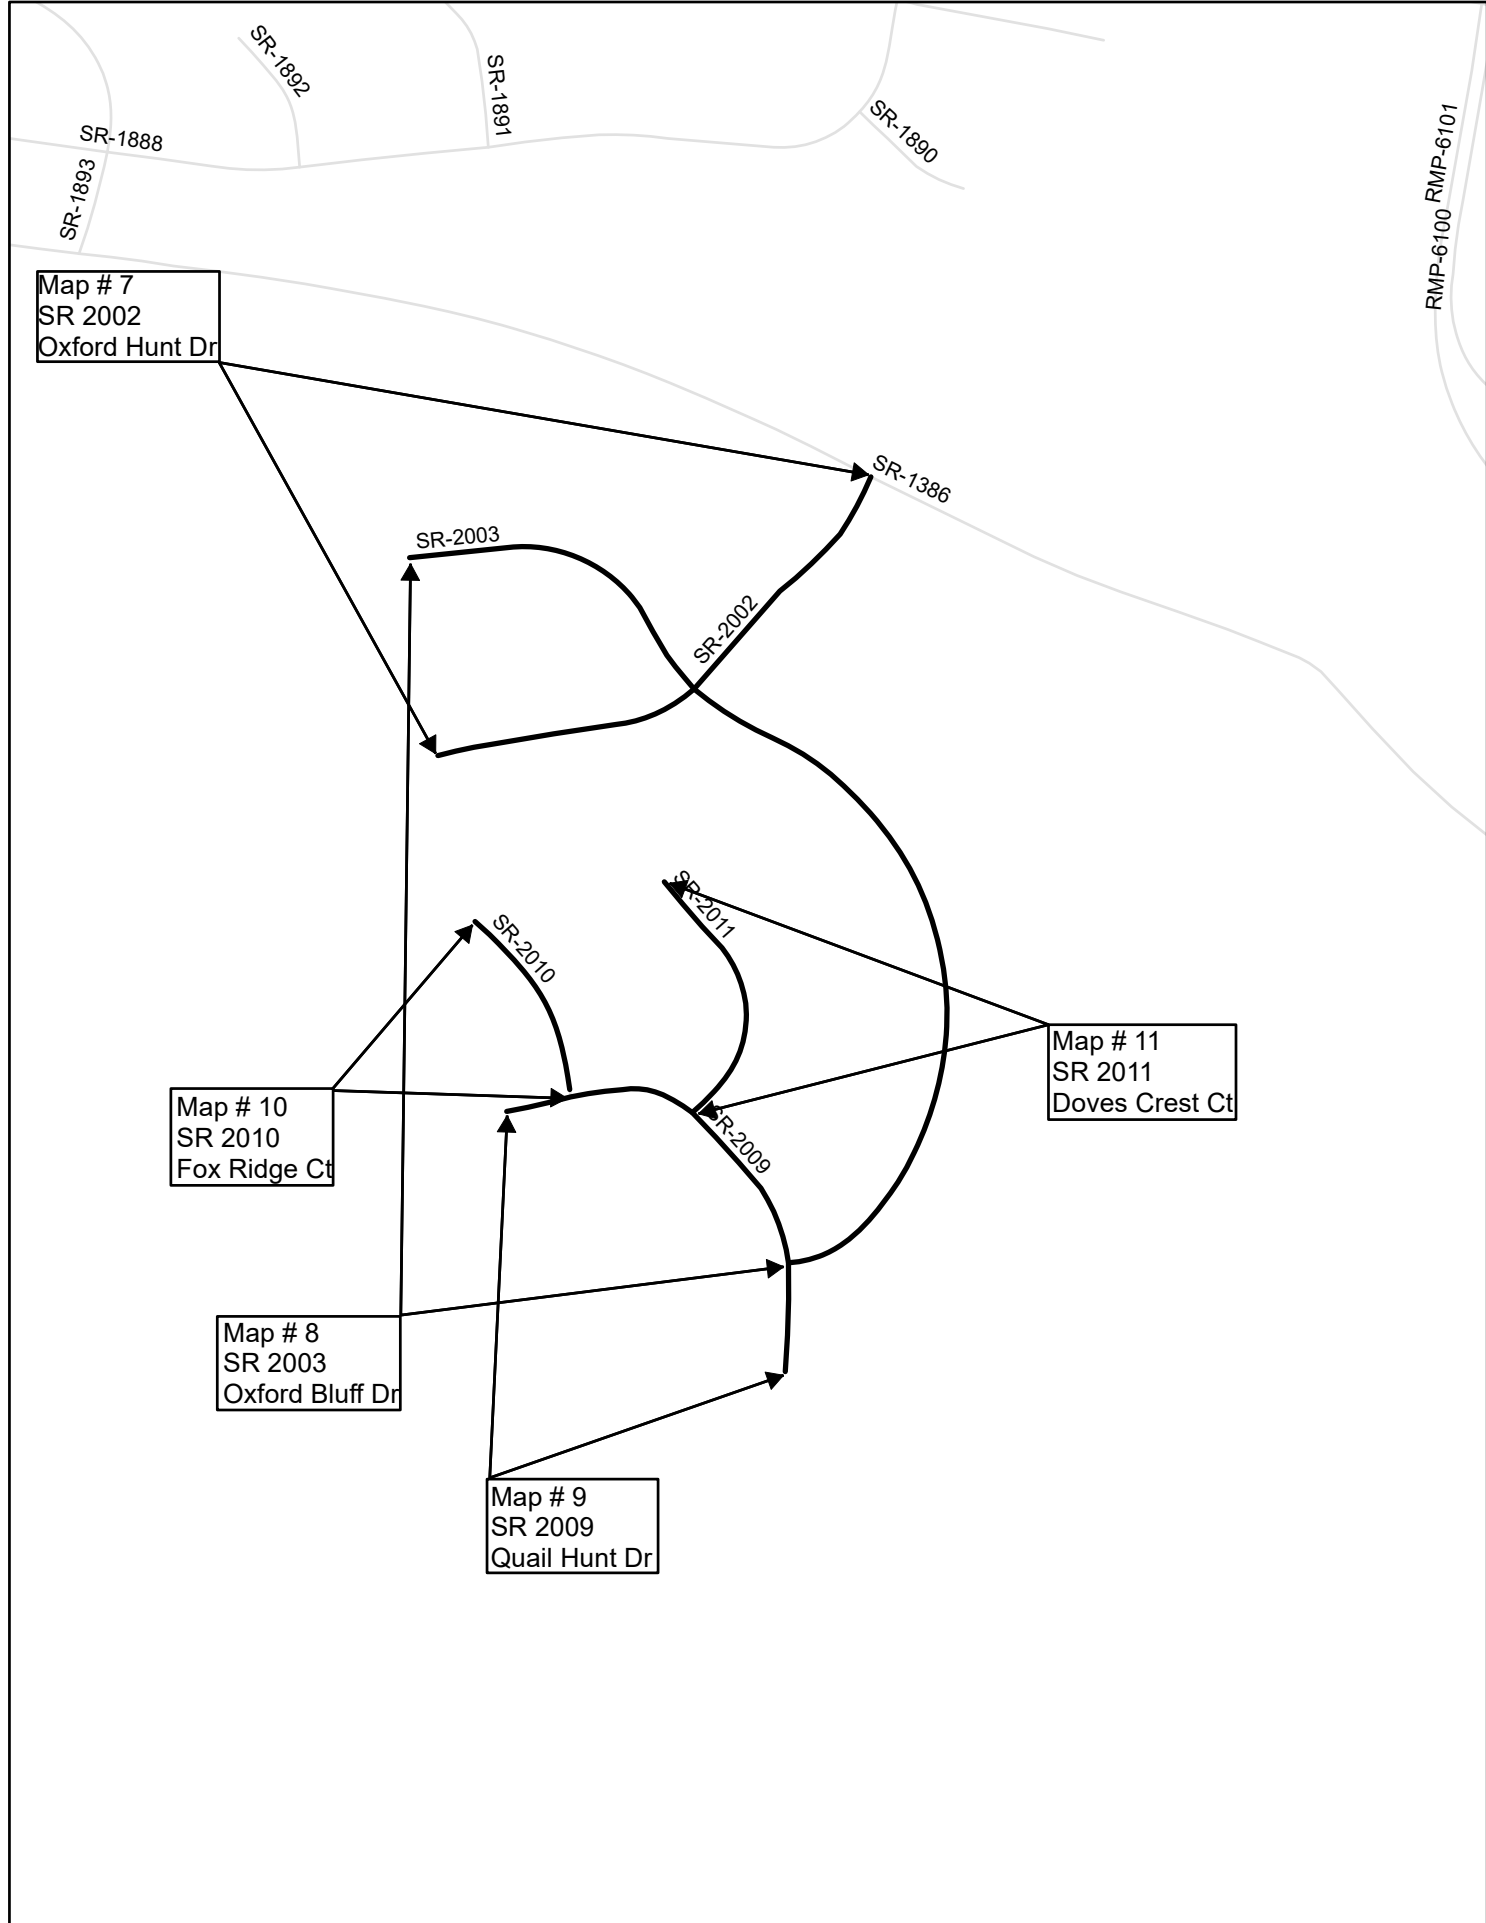 SR-1892
SR-1891
SR-1888
SR-1893
SR-1890
RMP-6101
RMP-6100
Map # 7
SR 2002
Oxford Hunt Dr
SR-1386
SR-2003
SR-2002
SR-2011
SR-2010
Map # 11
SR 2011
Doves Crest Ct
Map # 10
SR 2010
Fox Ridge Ct
SR-2009
Map # 8
SR 2003
Oxford Bluff Dr
Map # 9
SR 2009
Quail Hunt Dr